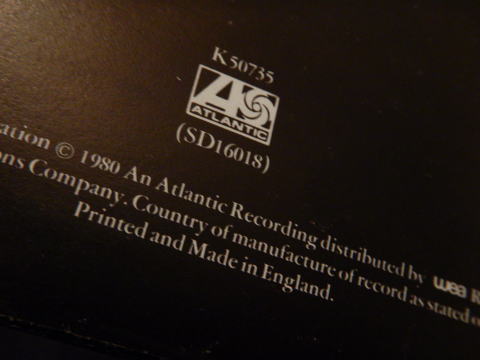 K 50735
ATLANTIC
(SD16018)
ation © 1980 An Atlantic Recording distributed by wea R
ons Company. Country of manufacture of record as stated o
Printed and Made in England.